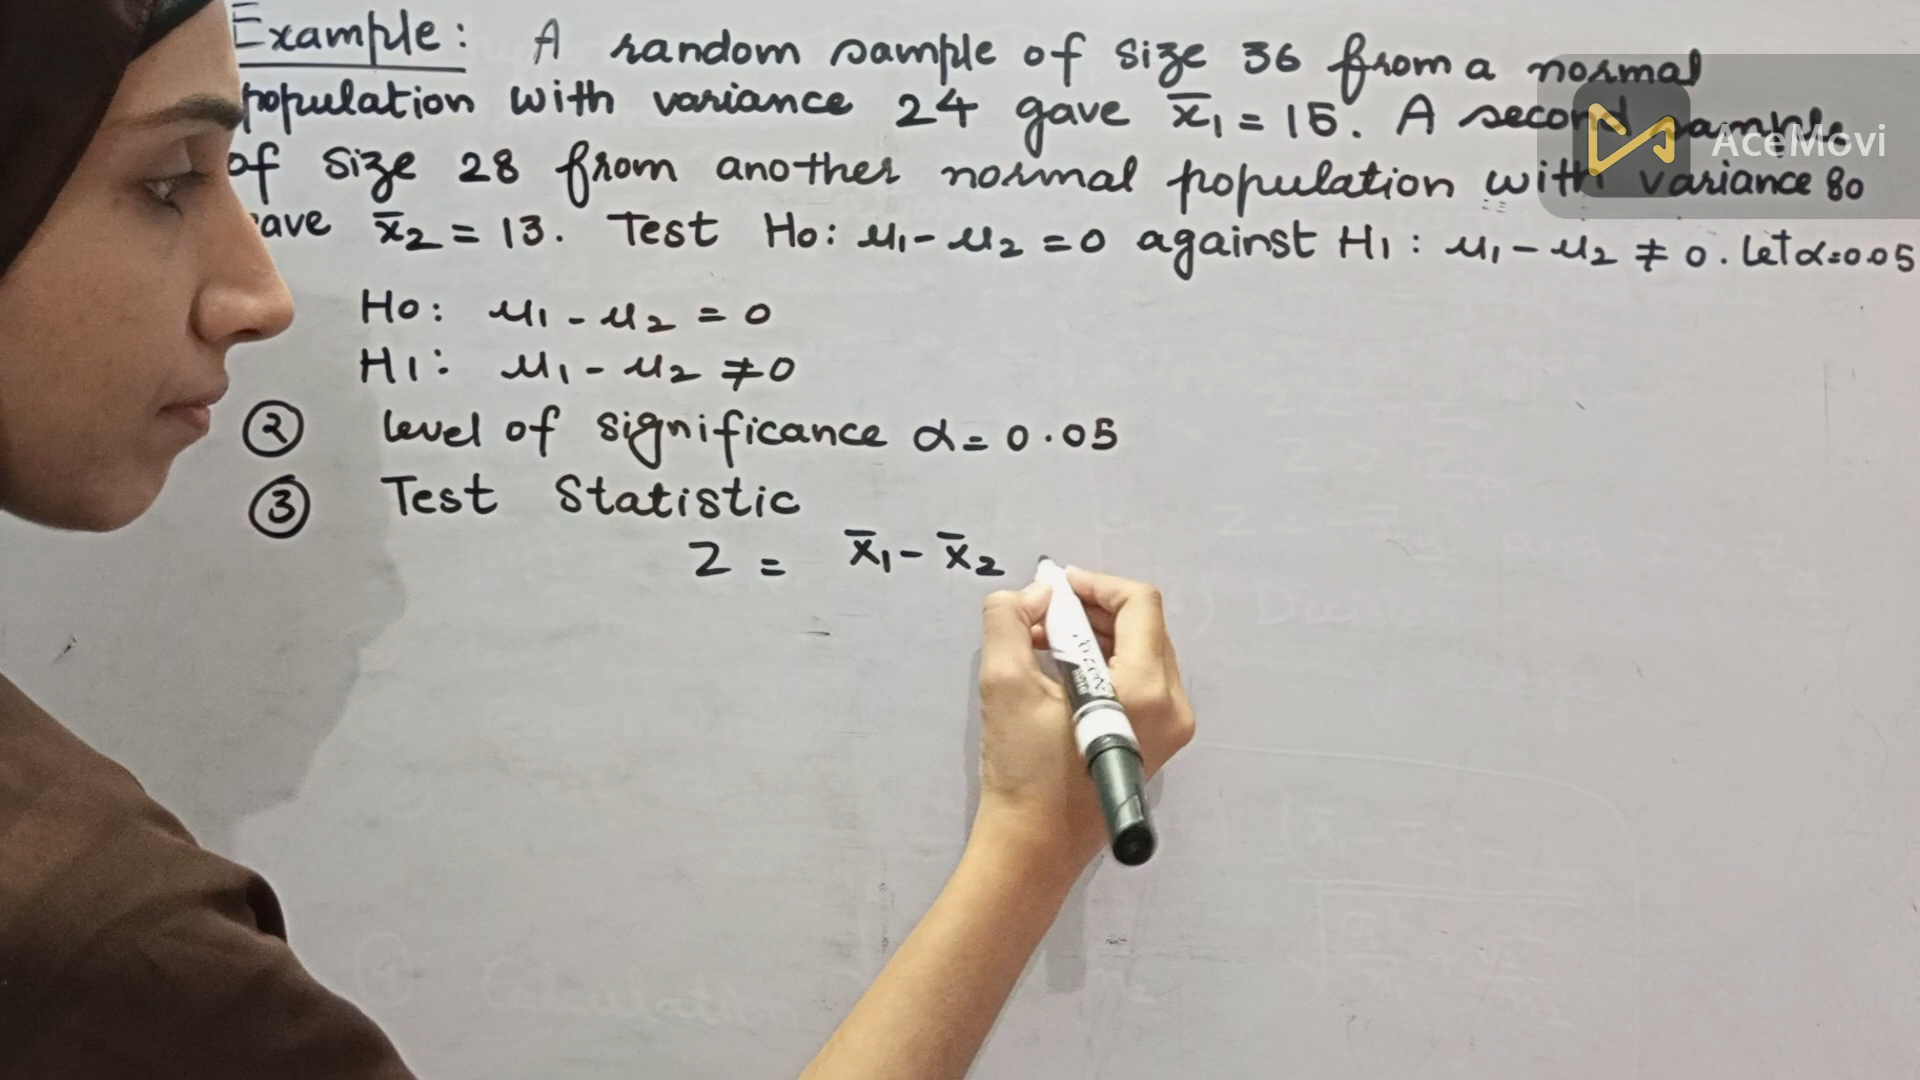 Example: A random sample of size 36 from a normal
population with variance 24 gave x̄1 = 15. A second sample
of size 28 from another normal population with variance 80
gave x̄2 = 13. Test H0: μ1 - μ2 = 0 against H1: μ1 - μ2 ≠ 0. Let α=0.05
H0: μ1 - μ2 = 0
H1: μ1 - μ2 ≠ 0
② level of significance α = 0.05
③ Test Statistic
Z = x̄1 - x̄2
AceMovi